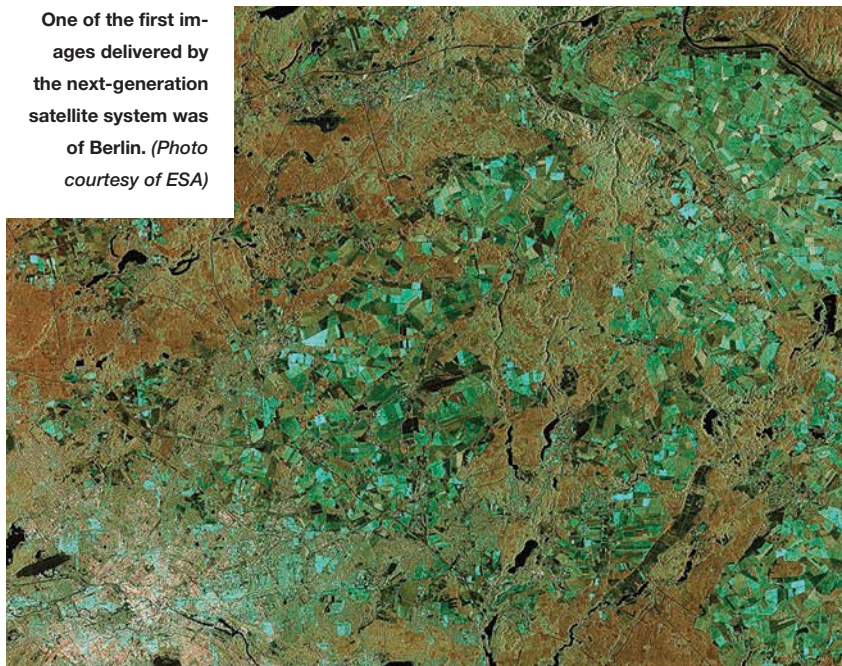 One of the first im-
ages delivered by
the next-generation
satellite system was
of Berlin. (Photo
courtesy of ESA)